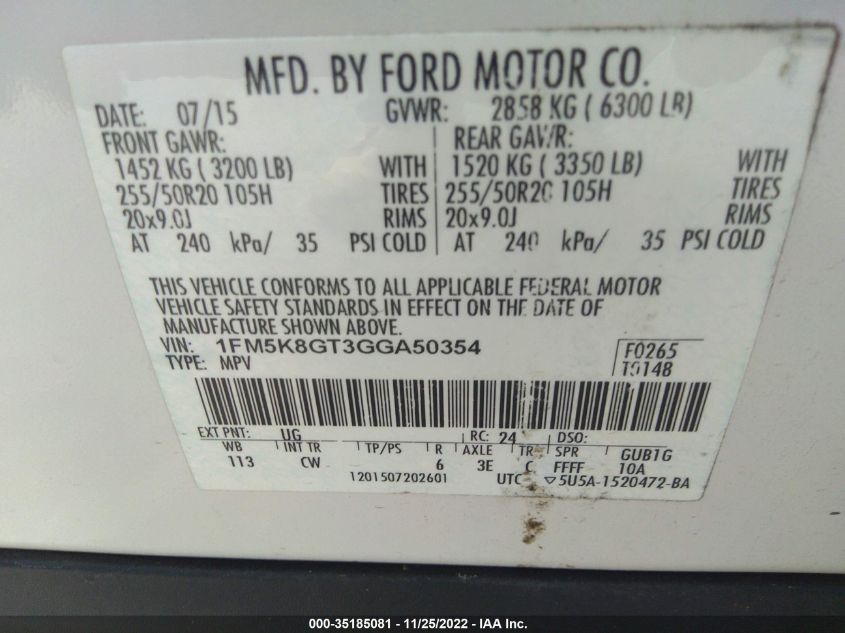 MFD. BY FORD MOTOR CO.
DATE: 07/15 GVWR: 2858 KG ( 6300 LB)
FRONT GAWR: REAR GAWR:
1452 KG ( 3200 LB) WITH 1520 KG ( 3350 LB) WITH
255/50R20 105H TIRES 255/50R20 105H TIRES
20x9.0J RIMS 20x9.0J RIMS
AT 240 kPa/ 35 PSI COLD AT 240 kPa/ 35 PSI COLD
THIS VEHICLE CONFORMS TO ALL APPLICABLE FEDERAL MOTOR
VEHICLE SAFETY STANDARDS IN EFFECT ON THE DATE OF
MANUFACTURE SHOWN ABOVE.
VIN: 1FM5K8GT3GGA50354 F0265
TYPE: MPV T0148
EXT PNT: UG RC: 24 DSO:
WB INT TR TP/PS R AXLE TR SPR GUB1G
113 CW 6 3E C FFFF 10A
1201507202601 UTC ▽5U5A-1520472-BA
000-35185081 - 11/25/2022 - IAA Inc.